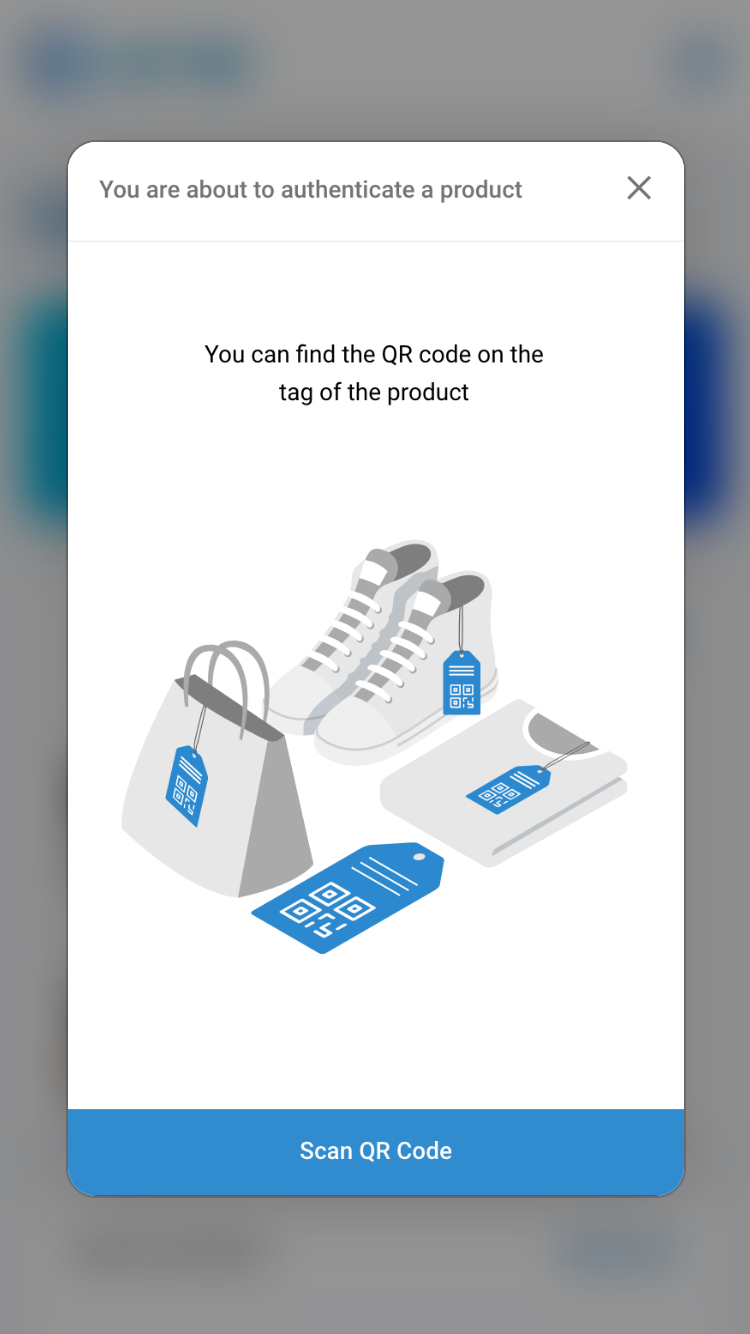 You are about to authenticate a product
You can find the QR code on the
tag of the product
Scan QR Code